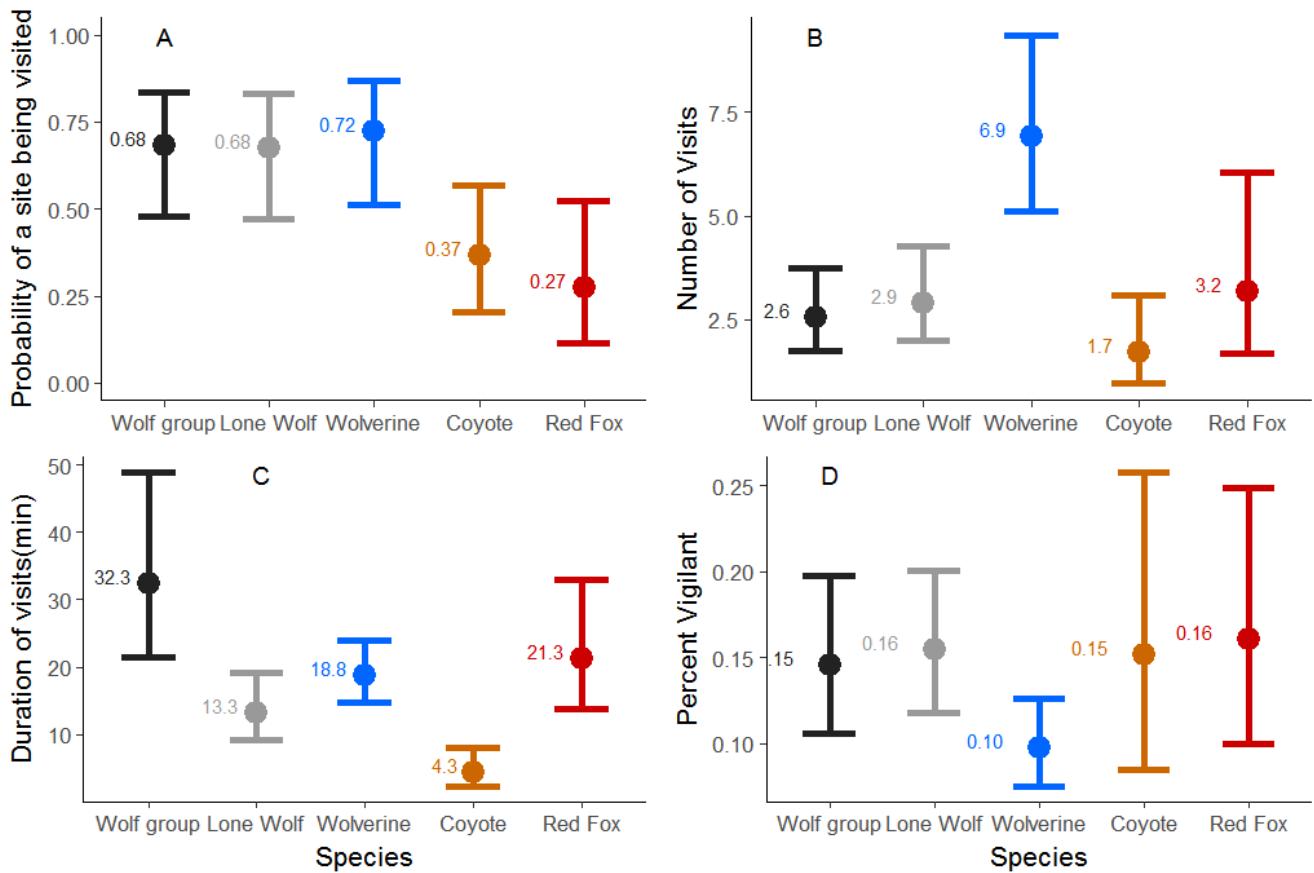 Probability of a site being visited
A
1.00
0.75
0.50
0.25
0.00
0.68
0.68
0.72
0.37
0.27
Wolf group Lone Wolf Wolverine Coyote Red Fox
Number of Visits
B
7.5
5.0
2.5
2.6
2.9
6.9
1.7
3.2
Wolf group Lone Wolf Wolverine Coyote Red Fox
Duration of visits(min)
C
50
40
30
20
10
32.3
13.3
18.8
4.3
21.3
Wolf group Lone Wolf Wolverine Coyote Red Fox
Species
Percent Vigilant
D
0.25
0.20
0.15
0.10
.15
0.16
0.10
0.15
0.16
Wolf group Lone Wolf Wolverine Coyote Red Fox
Species